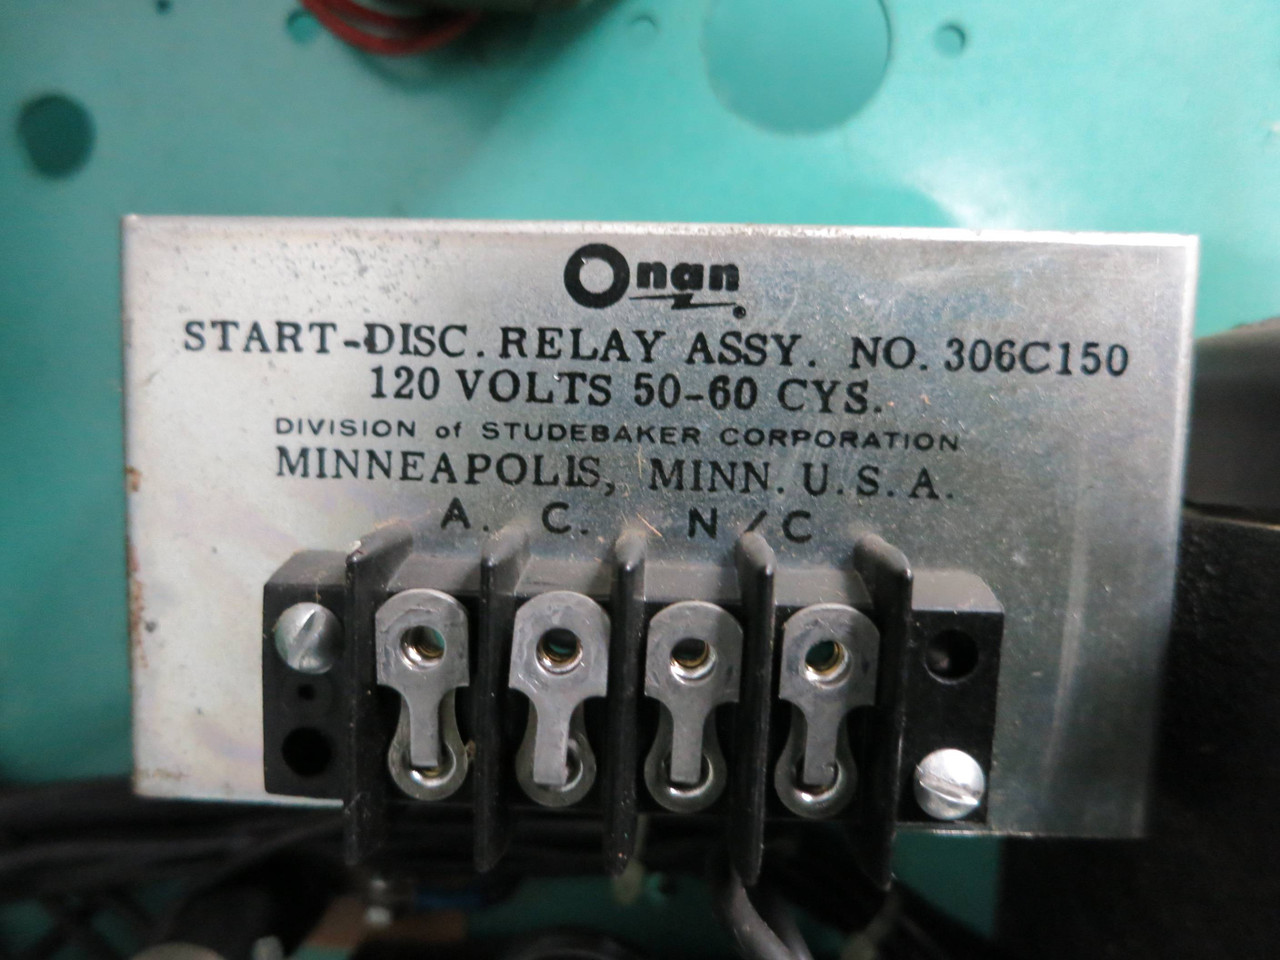 Onan
START-DISC. RELAY ASSY. NO. 306C150
120 VOLTS 50-60 CYS.
DIVISION of STUDEBAKER CORPORATION
MINNEAPOLIS, MINN. U.S.A.
A. C. N/C